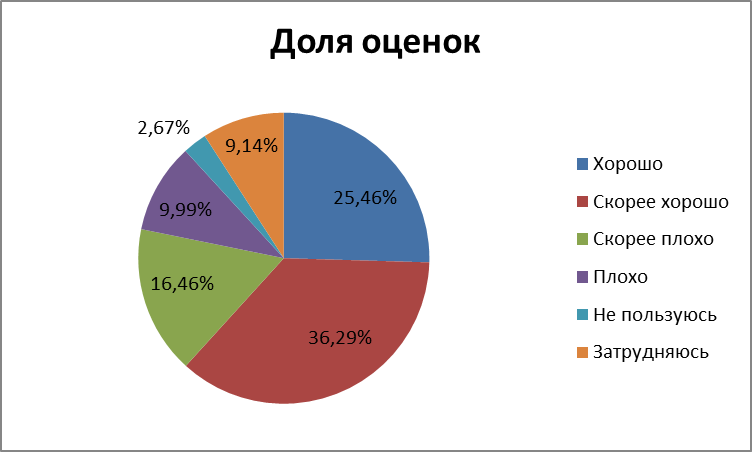 Доля оценок
2,67%
9,14%
25,46%
9,99%
16,46%
36,29%
Хорошо
Скорее хорошо
Скорее плохо
Плохо
Не пользуюсь
Затрудняюсь